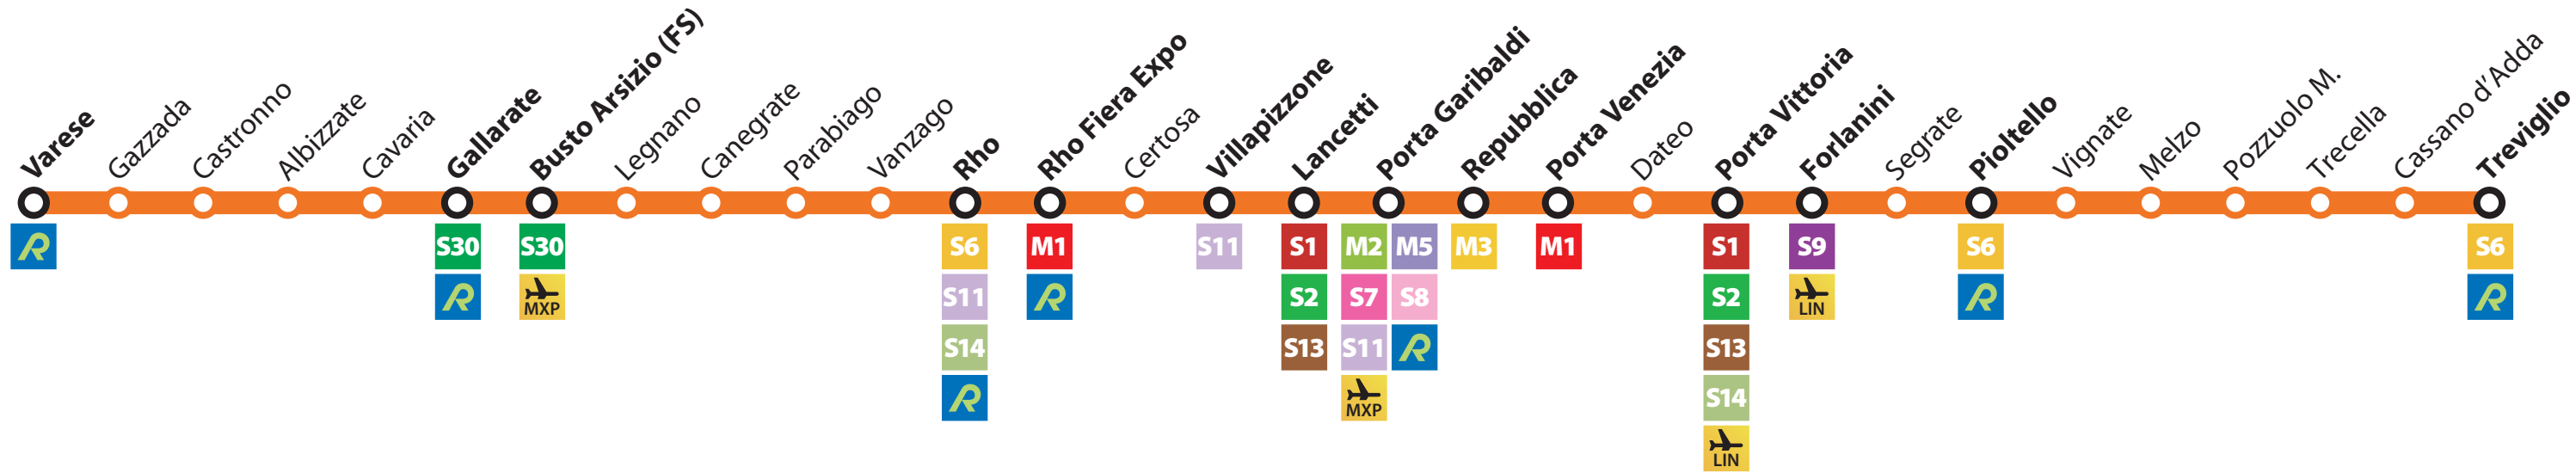 Varese
Gazzada
Castronno
Albizzate
Cavaria
Gallarate
Busto Arsizio (FS)
Legnano
Canegrate
Parabiago
Vanzago
Rho
Rho Fiera Expo
Certosa
Villapizzone
Lancetti
Porta Garibaldi
Repubblica
Porta Venezia
Dateo
Porta Vittoria
Forlanini
Segrate
Pioltello
Vignate
Melzo
Pozzuolo M.
Trecella
Cassano d'Adda
Treviglio
R
S30
R
S30
MXP
S6
S11
S14
R
M1
R
S11
S1
S2
S13
M2 M5
S7 S8
S11 R
MXP
M3
M1
S1
S2
S13
S14
LIN
S9
LIN
S6
R
S6
R